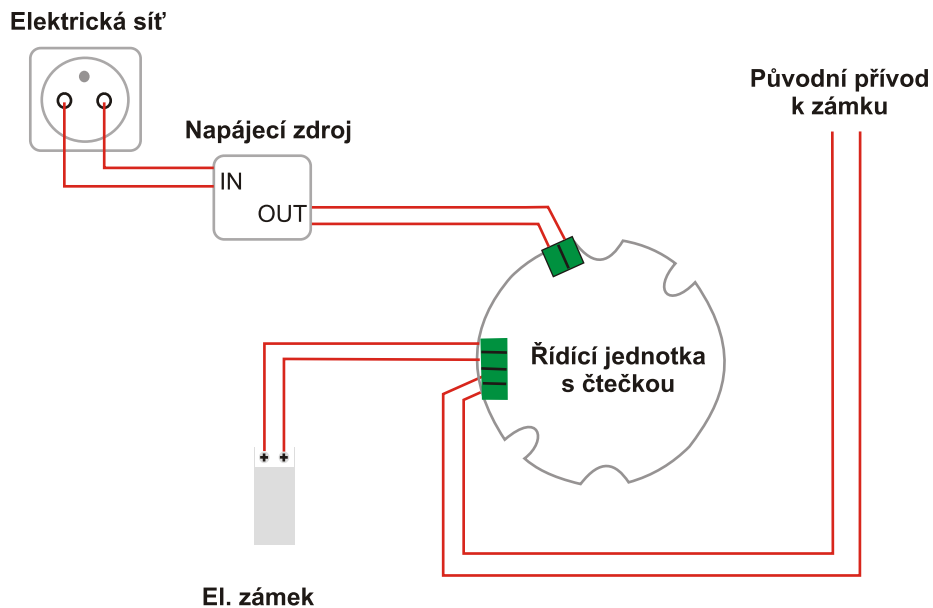 Elektrická síť
Původní přívod
k zámku
Napájecí zdroj
IN
OUT
Řídící jednotka
s čtečkou
+ +
El. zámek